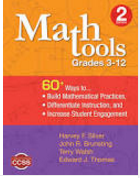 Math
2
tools
Grades 3-12
60+ Ways to...
• Build Mathematical Practices,
• Differentiate Instruction, and
• Increase Student Engagement
Harvey F. Silver
John R. Brunsting
Terry Walsh
Edward J. Thomas
CCSS